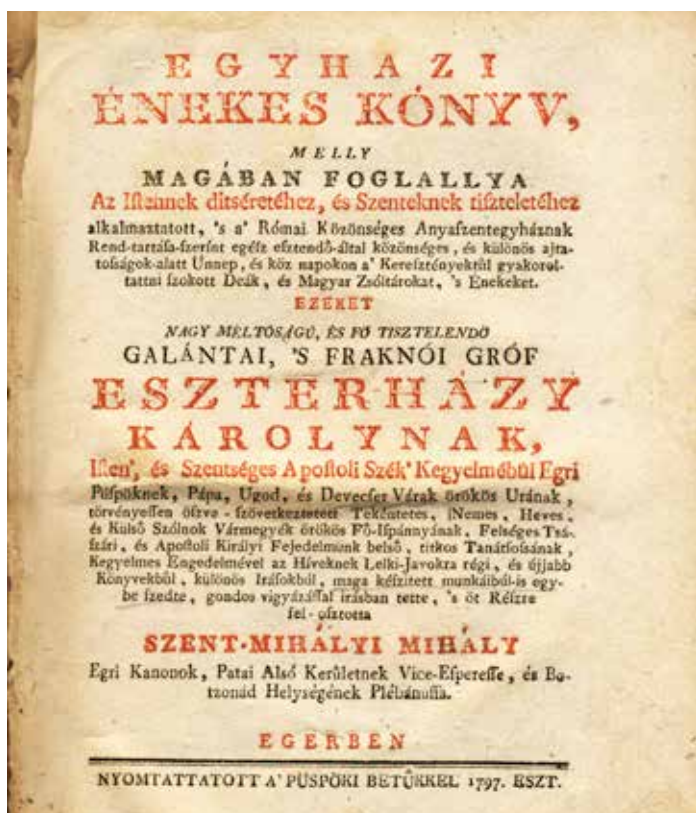 EGYHAZI
ÉNEKES KÓNYV,
MELLY
MAGÁBAN FOGLALLYA
Az Iſtennek ditséretéhez, és Szenteknek tiſzteletéhez
alkalmaztatott, 's a' Római Közönséges Anyaſzentegyháznak
Rend-tartáſa-ſzerínt egéſz eſztendő-által közönséges, és különös ajta-
toſságok-alatt Ünnep, és köz napokon a' Kereſztényektűl gyakorol-
tattni ſzokott Deák, és Magyar Zsóltárokat, 's Enekeket.
EZEKET
NAGY MÉLTÓSÁGÚ, ÉS FŐ TISZTELENDŐ
GALÁNTAI, 'S FRAKNÓI GRÓF
ESZTERHÁZY
KÁROLYNAK,
Iſten', és Szentséges Apoſtoli Szék' Kegyelméből Egri
Püſpöknek, Pápa, Ugod, és Devecſer Várak örökös Urának,
törvényeſſen öſzve-ſzövetkeztetett Tekéntetes, Nemes, Heves,
és Külső Szólnok Vármegyék örökös Fő-Iſpánnyának, Felséges Tsá-
ſzári, és Apoſtoli Királyi Fejedelmünk belső, titkos Tanátſoſsának,
Kegyelmes Engedelmével az Híveknek Lelki-Javokra régi, és újjabb
Könyvekbül, különös Iráſokból, maga kéſzített munkáiból-is egy-
be ſzedte, gondos vigyázáſſal irásban tette, 's öt Réſzre
fel-oſztotta
SZENT-MIHÁLYI MIHÁLY
Egri Kanonok, Patai Alsó Kerületnek Vice-Eſpereſſe, és Bo-
tzonád Helységének Plébánuſſa.
EGERBEN
NYOMTATTATOTT A' PÜSPÖKI BETŰKKEL 1797. ESZT.